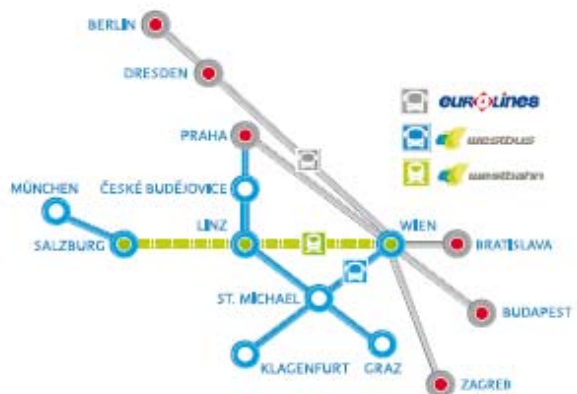 BERLIN
DRESDEN
eurolines
PRAHA
westbus
MÜNCHEN
ČESKÉ BUDĚJOVICE
westbahn
SALZBURG
LINZ
WIEN
BRATISLAVA
ST. MICHAEL
BUDAPEST
KLAGENFURT
GRAZ
ZAGREB